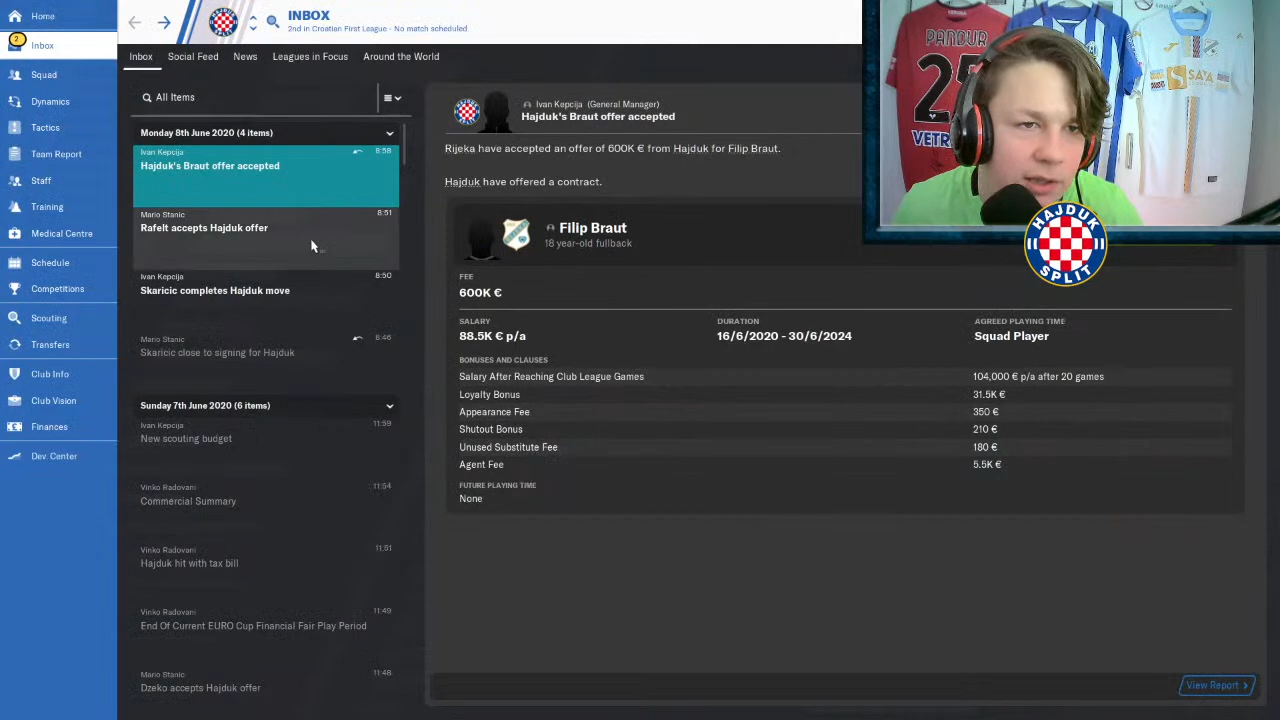 Home
2
Inbox
Squad
Dynamics
Tactics
Team Report
Staff
Training
Medical Centre
Schedule
Competitions
Scouting
Transfers
Club Info
Club Vision
Finances
Dev. Center
INBOX
2nd in Croatian First League - No match scheduled
Inbox Social Feed News Leagues in Focus Around the World
All Items
Monday 8th June 2020 (4 items)
Ivan Kepcija 8:58
Hajduk's Braut offer accepted
Mario Stanic 8:51
Rafelt accepts Hajduk offer
Ivan Kepcija 8:50
Skaricic completes Hajduk move
Mario Stanic 8:46
Skaricic close to signing for Hajduk
Sunday 7th June 2020 (6 items)
Ivan Kepcija 11:59
New scouting budget
Vinko Radovani 11:54
Commercial Summary
Vinko Radovani 11:51
Hajduk hit with tax bill
Vinko Radovani 11:49
End Of Current EURO Cup Financial Fair Play Period
Mario Stanic 11:48
Dzeko accepts Hajduk offer
Ivan Kepcija (General Manager)
Hajduk's Braut offer accepted
Rijeka have accepted an offer of 600K € from Hajduk for Filip Braut.
Hajduk have offered a contract.
Filip Braut
18 year-old fullback
FEE
600K €
SALARY DURATION AGREED PLAYING TIME
88.5K € p/a 16/6/2020 - 30/6/2024 Squad Player
BONUSES AND CLAUSES
Salary After Reaching Club League Games 104,000 € p/a after 20 games
Loyalty Bonus 31.5K €
Appearance Fee 350 €
Shutout Bonus 210 €
Unused Substitute Fee 180 €
Agent Fee 5.5K €
FUTURE PLAYING TIME
None
View Report
PANDUR
25
VETR
SAVA
HAJDUK
SPLIT